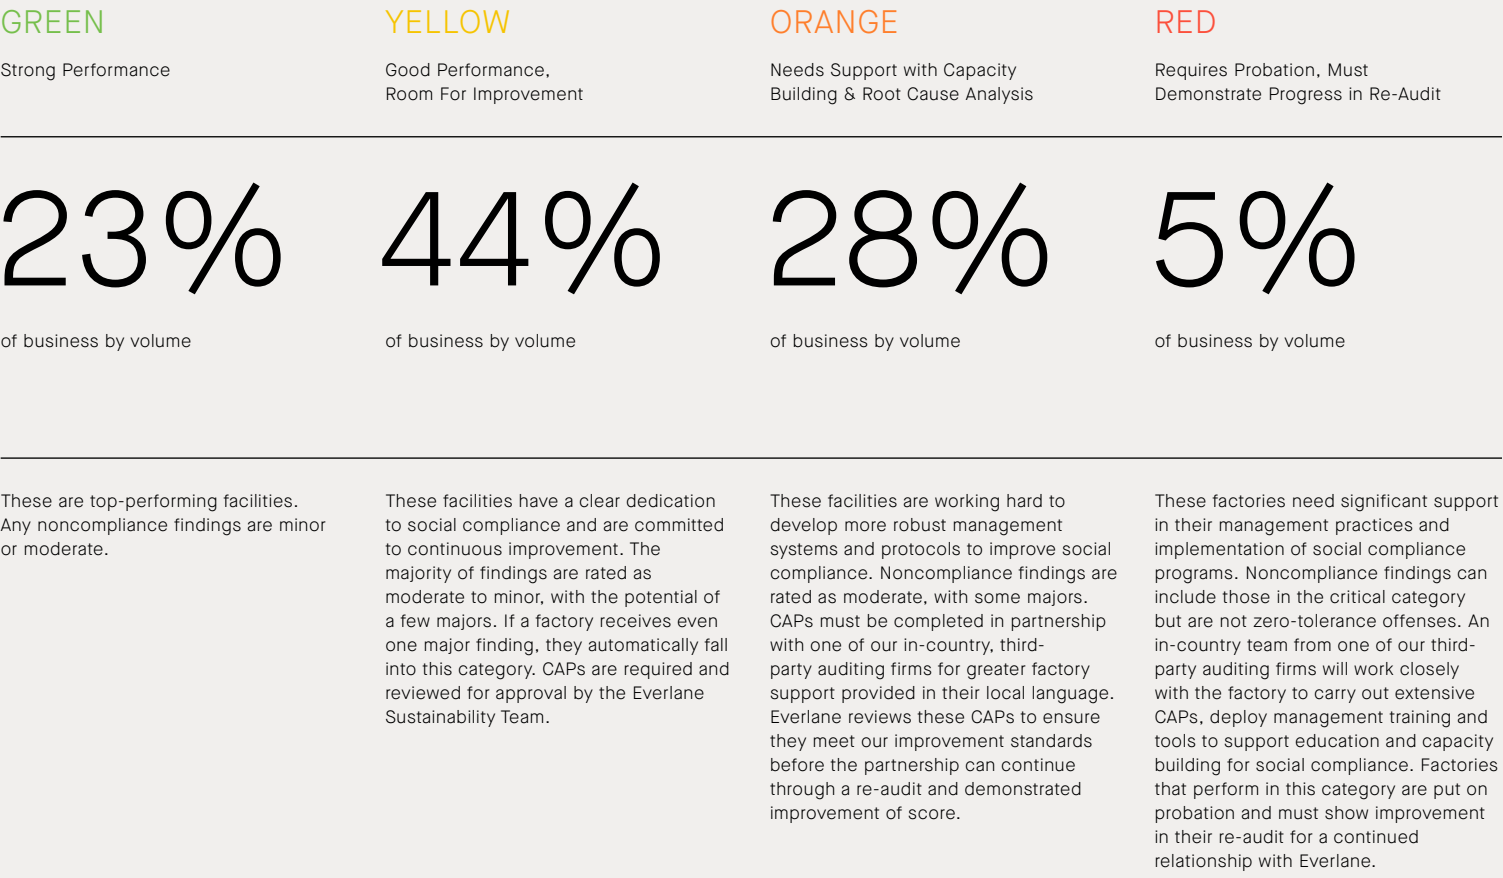 GREEN
Strong Performance
YELLOW
Good Performance,
Room For Improvement
ORANGE
Needs Support with Capacity
Building & Root Cause Analysis
RED
Requires Probation, Must
Demonstrate Progress in Re-Audit
23%
of business by volume
44%
of business by volume
28%
of business by volume
5%
of business by volume
These are top-performing facilities.
Any noncompliance findings are minor
or moderate.
These facilities have a clear dedication
to social compliance and are committed
to continuous improvement. The
majority of findings are rated as
moderate to minor, with the potential of
a few majors. If a factory receives even
one major finding, they automatically fall
into this category. CAPs are required and
reviewed for approval by the Everlane
Sustainability Team.
These facilities are working hard to
develop more robust management
systems and protocols to improve social
compliance. Noncompliance findings are
rated as moderate, with some majors.
CAPs must be completed in partnership
with one of our in-country, third-
party auditing firms for greater factory
support provided in their local language.
Everlane reviews these CAPs to ensure
they meet our improvement standards
before the partnership can continue
through a re-audit and demonstrated
improvement of score.
These factories need significant support
in their management practices and
implementation of social compliance
programs. Noncompliance findings can
include those in the critical category
but are not zero-tolerance offenses. An
in-country team from one of our third-
party auditing firms will work closely
with the factory to carry out extensive
CAPs, deploy management training and
tools to support education and capacity
building for social compliance. Factories
that perform in this category are put on
probation and must show improvement
in their re-audit for a continued
relationship with Everlane.